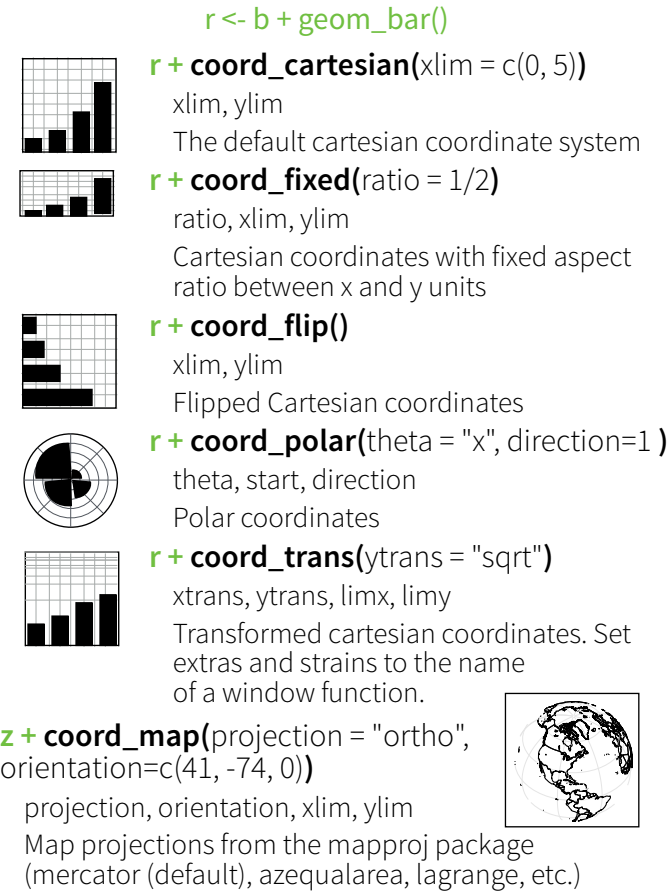 r <- b + geom_bar()
r + coord_cartesian(xlim = c(0, 5))
xlim, ylim
The default cartesian coordinate system
r + coord_fixed(ratio = 1/2)
ratio, xlim, ylim
Cartesian coordinates with fixed aspect
ratio between x and y units
r + coord_flip()
xlim, ylim
Flipped Cartesian coordinates
r + coord_polar(theta = "x", direction=1 )
theta, start, direction
Polar coordinates
r + coord_trans(ytrans = "sqrt")
xtrans, ytrans, limx, limy
Transformed cartesian coordinates. Set
extras and strains to the name
of a window function.
z + coord_map(projection = "ortho",
orientation=c(41, -74, 0))
projection, orientation, xlim, ylim
Map projections from the mapproj package
(mercator (default), azequalarea, lagrange, etc.)